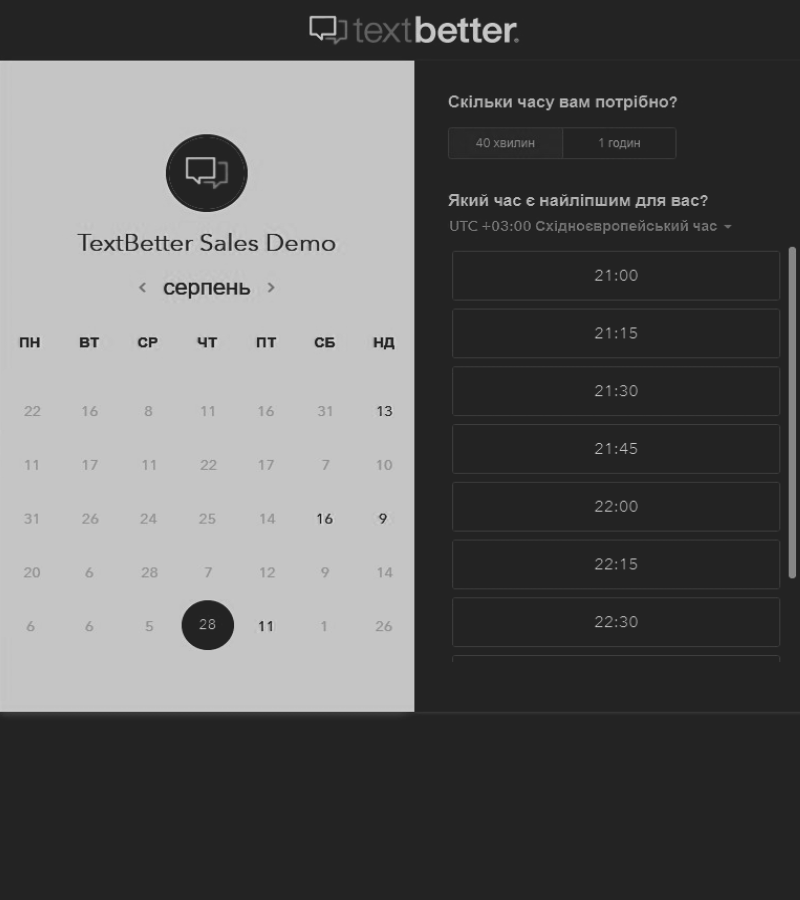 textbetter.
TextBetter Sales Demo
серпень
ПН ВТ СР ЧТ ПТ СБ НД
22 16 8 11 16 31 13
11 17 11 22 17 7 10
31 26 24 25 14 16 9
20 6 28 7 12 9 14
6 6 5 28 11 1 26
Скільки часу вам потрібно?
40 хвилин 1 годин
Який час є найліпшим для вас?
UTC +03:00 Східноєвропейський час
21:00
21:15
21:30
21:45
22:00
22:15
22:30